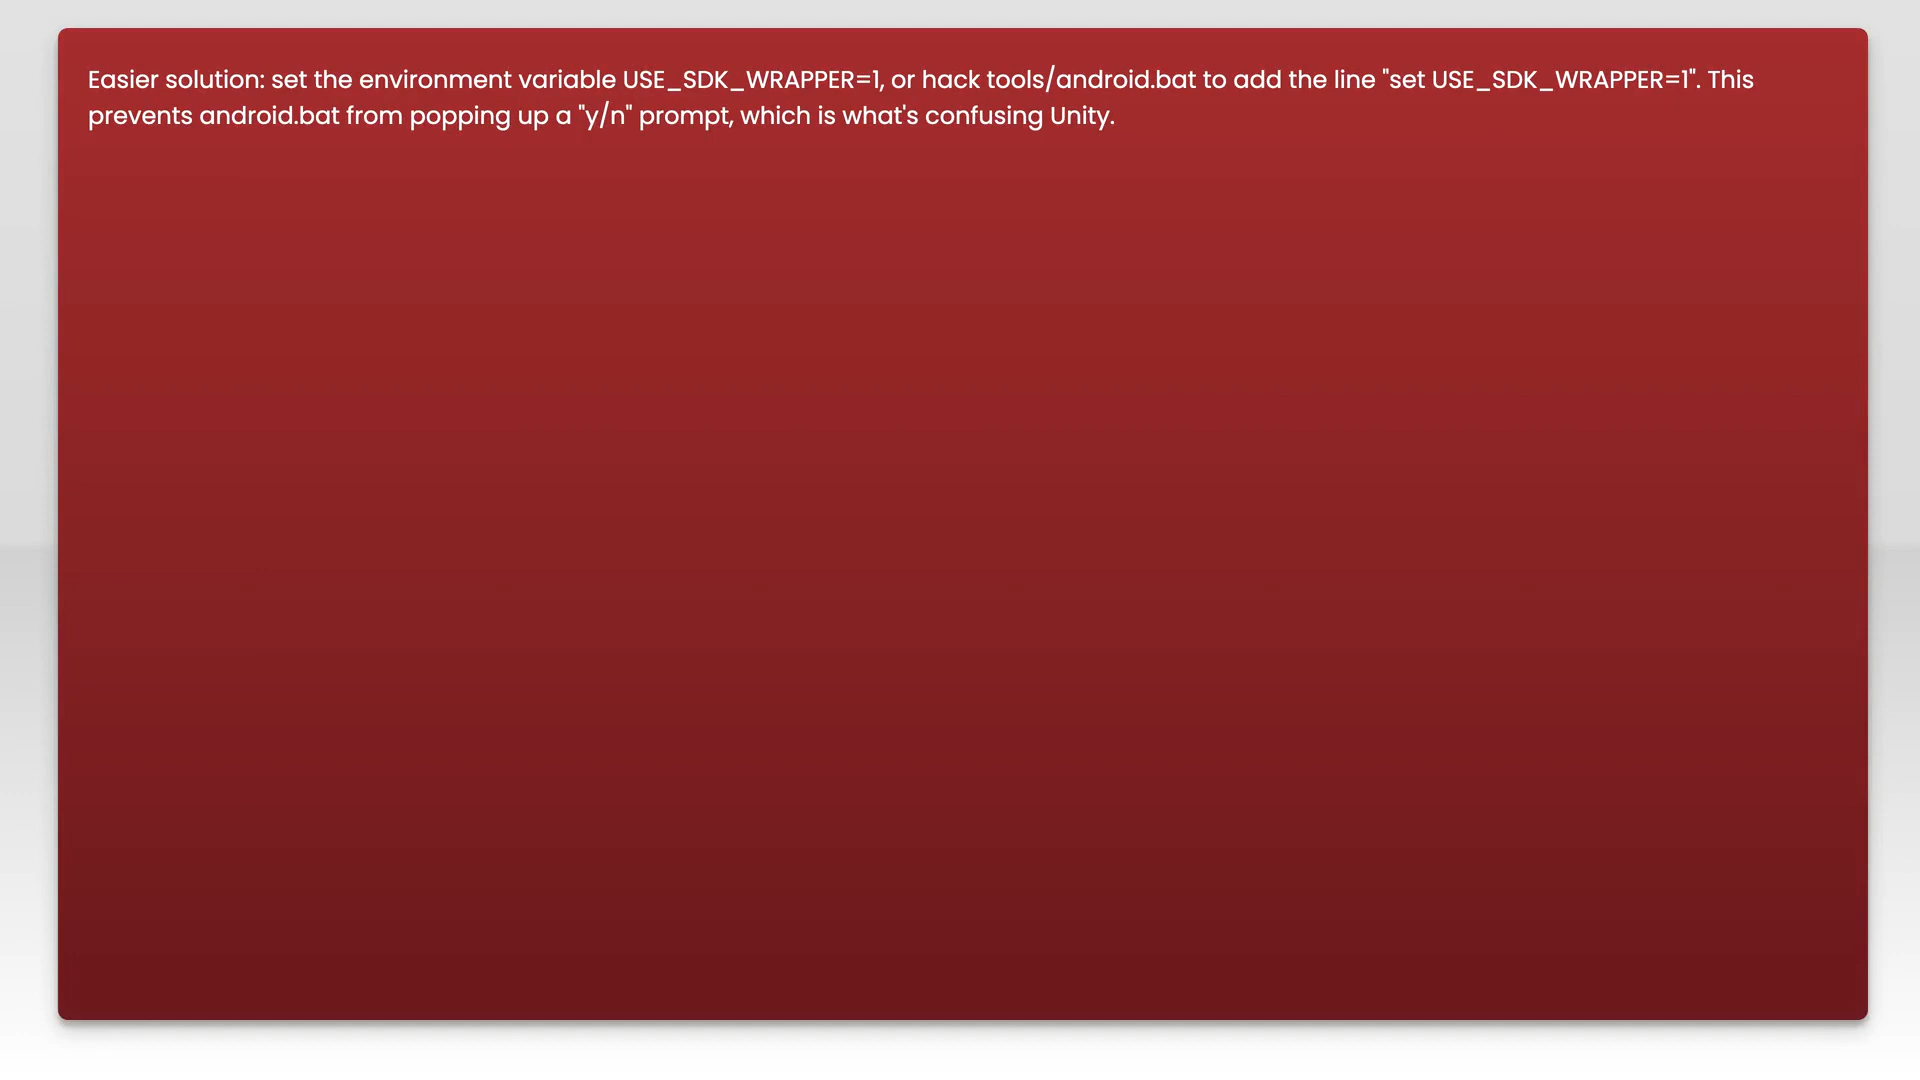 Easier solution: set the environment variable USE_SDK_WRAPPER=1, or hack tools/android.bat to add the line "set USE_SDK_WRAPPER=1". This
prevents android.bat from popping up a "y/n" prompt, which is what's confusing Unity.